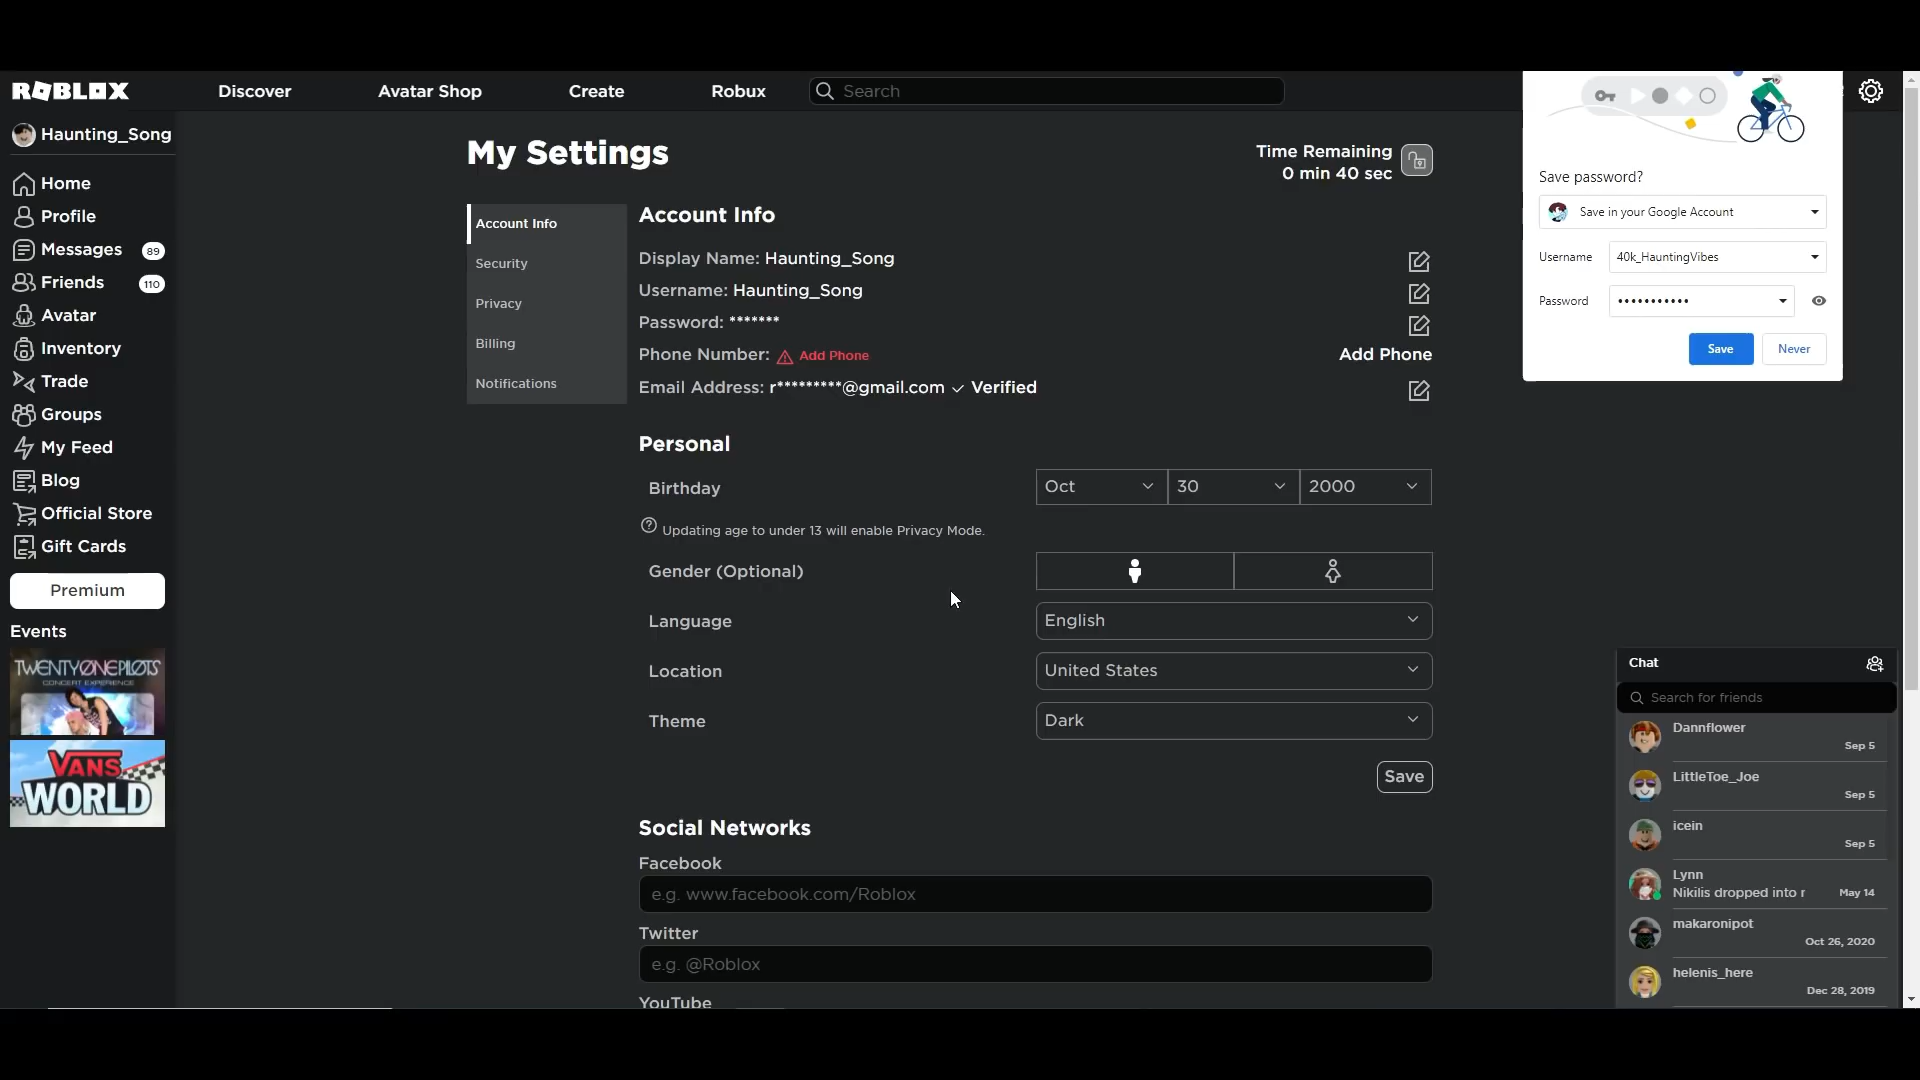 ROBLOX
Discover
Avatar Shop
Create
Robux
Search
Haunting_Song
Home
Profile
Messages
89
Friends
110
Avatar
Inventory
Trade
Groups
My Feed
Blog
Official Store
Gift Cards
Premium
Events
TWENTY ØNE PILØTS
CONCERT EXPERIENCE
VANS
WORLD
My Settings
Time Remaining
0 min 40 sec
Account Info
Security
Privacy
Billing
Notifications
Account Info
Display Name: Haunting_Song
Username: Haunting_Song
Password: *******
Phone Number: Add Phone
Add Phone
Email Address: r*********@gmail.com Verified
Personal
Birthday
Oct
30
2000
Updating age to under 13 will enable Privacy Mode.
Gender (Optional)
Language
English
Location
United States
Theme
Dark
Save
Social Networks
Facebook
e.g. www.facebook.com/Roblox
Twitter
e.g. @Roblox
YouTube
Save password?
Save in your Google Account
Username
40k_HauntingVibes
Password
•••••••••••
Save
Never
Chat
Search for friends
Dannflower
Sep 5
LittleToe_Joe
Sep 5
icein
Sep 5
Lynn
Nikilis dropped into r
May 14
makaronipot
Oct 26, 2020
helenis_here
Dec 28, 2019